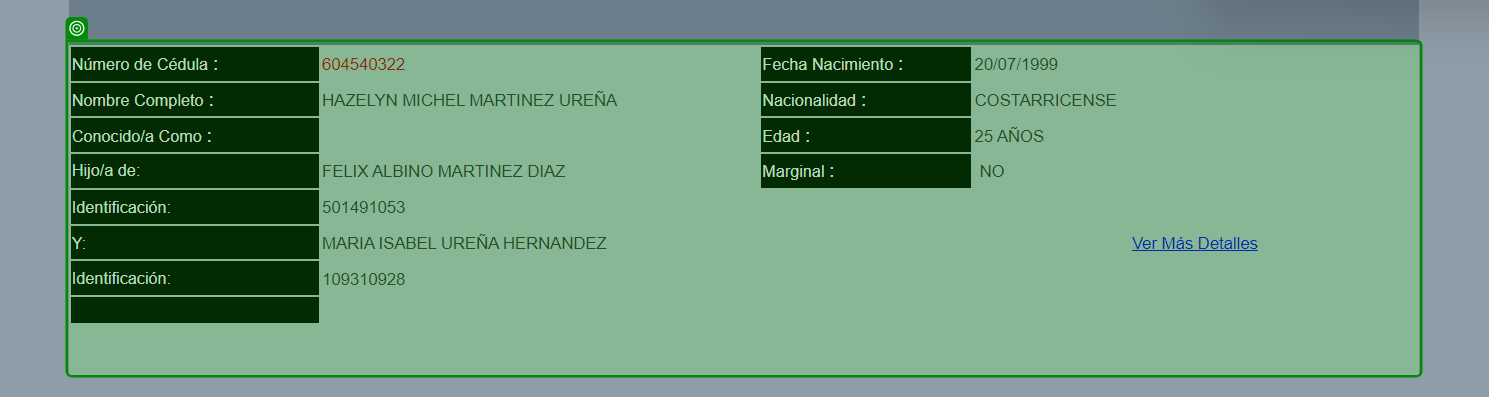 Número de Cédula : 604540322 Fecha Nacimiento : 20/07/1999
Nombre Completo : HAZELYN MICHEL MARTINEZ UREÑA Nacionalidad : COSTARRICENSE
Conocido/a Como : Edad : 25 AÑOS
Hijo/a de: FELIX ALBINO MARTINEZ DIAZ Marginal : NO
Identificación: 501491053
Y: MARIA ISABEL UREÑA HERNANDEZ Ver Más Detalles
Identificación: 109310928